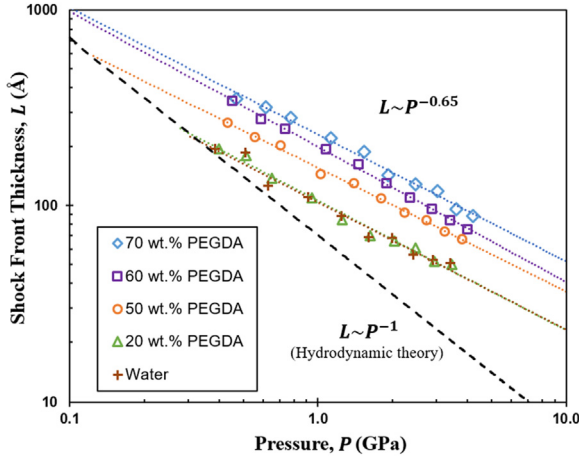 1000
100
10
Shock Front Thickness, L (Å)
L~P^-0.65
70 wt.% PEGDA
60 wt.% PEGDA
50 wt.% PEGDA
20 wt.% PEGDA
Water
L~P^-1
(Hydrodynamic theory)
0.1
1.0
10.0
Pressure, P (GPa)